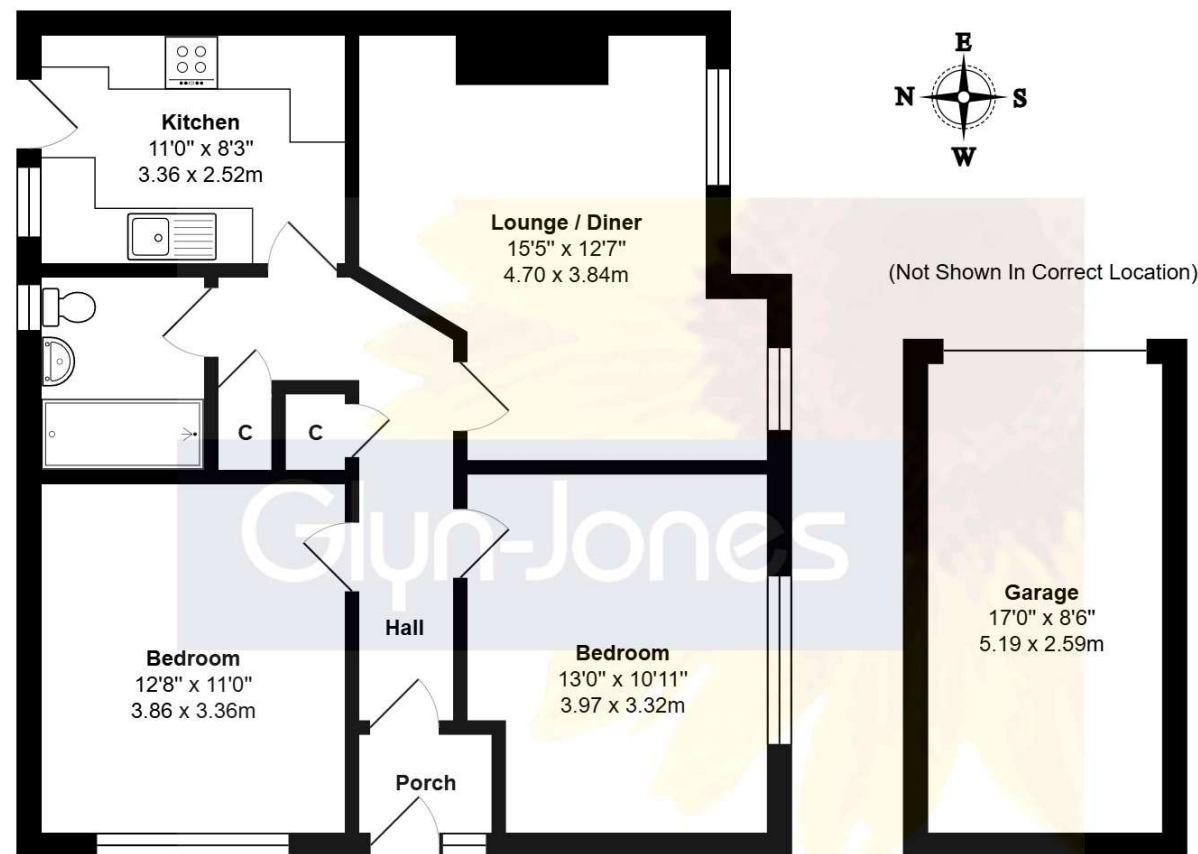 Kitchen
11'0" x 8'3"
3.36 x 2.52m
Lounge / Diner
15'5" x 12'7"
4.70 x 3.84m
E
N
S
W
(Not Shown In Correct Location)
C
C
Glyn-Jones
Hall
Bedroom
12'8" x 11'0"
3.86 x 3.36m
Bedroom
13'0" x 10'11"
3.97 x 3.32m
Porch
Garage
17'0" x 8'6"
5.19 x 2.59m